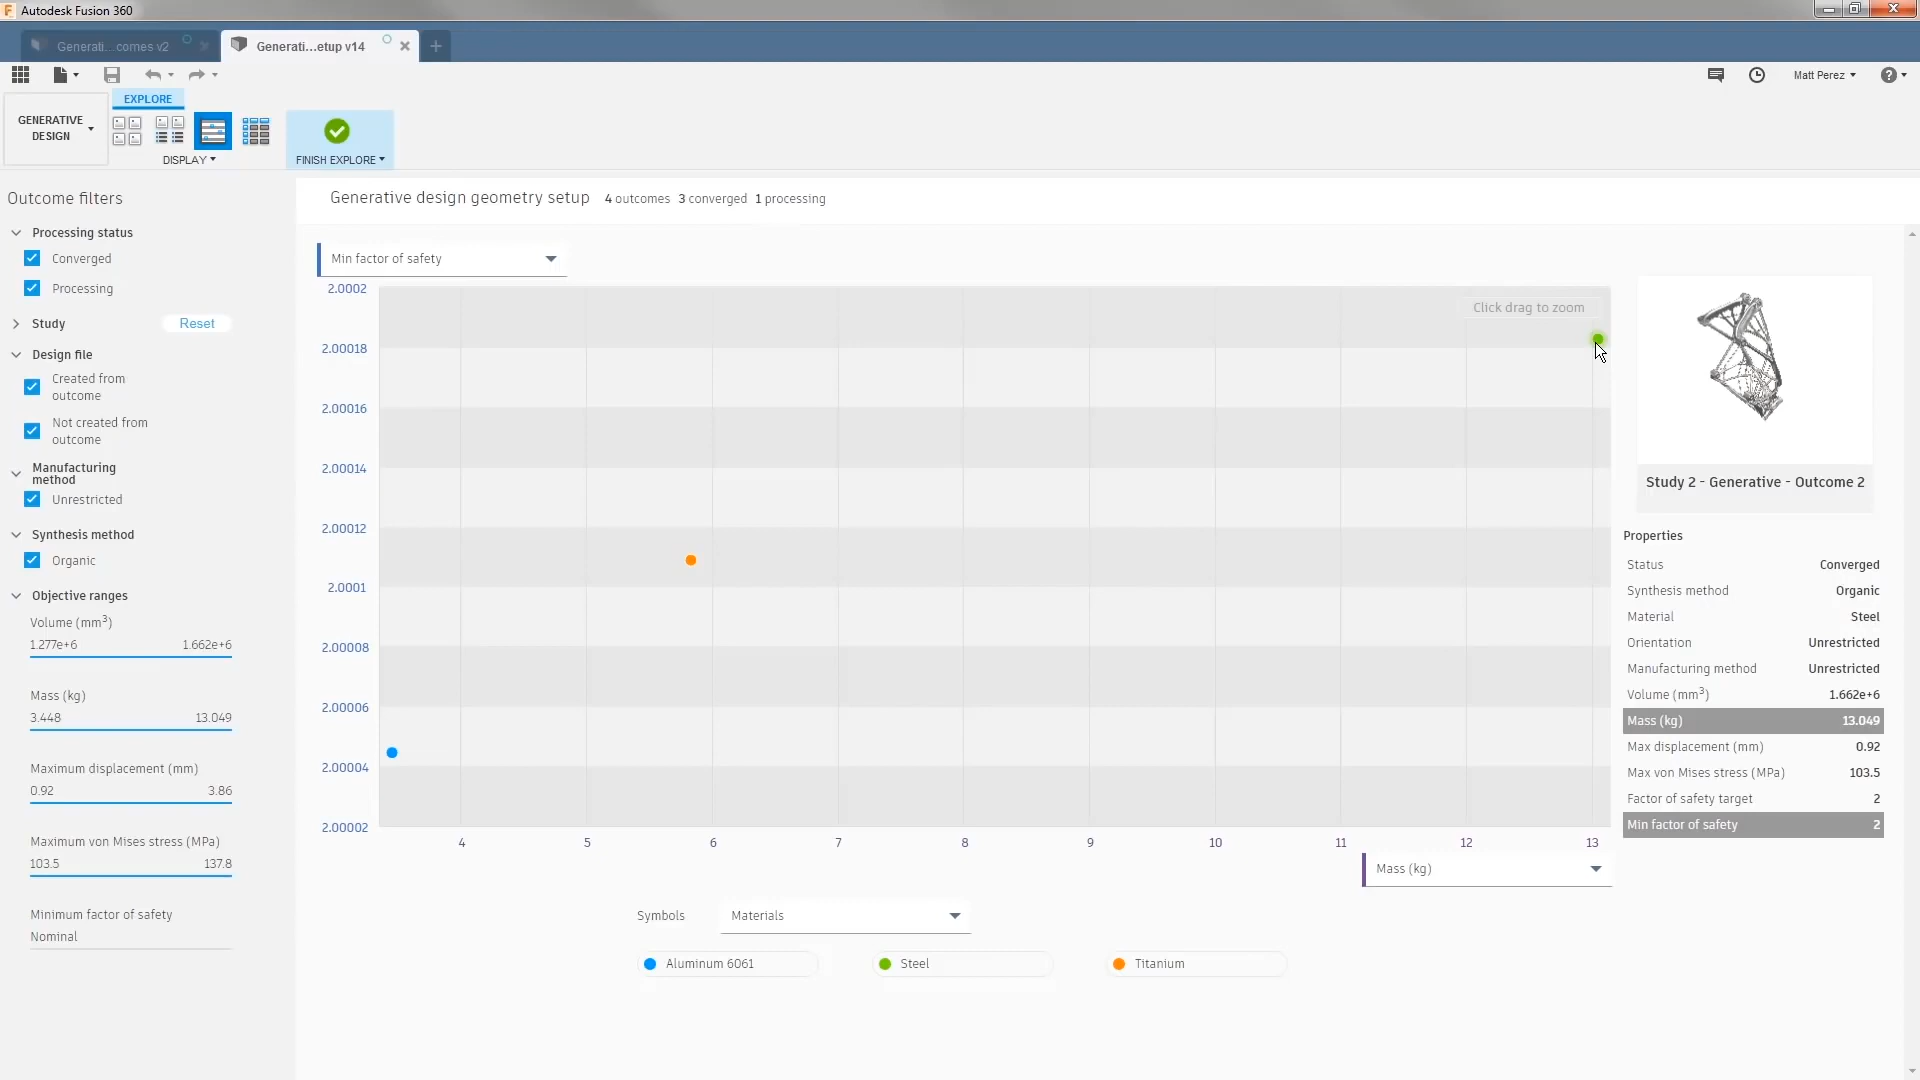 Autodesk Fusion 360
Generati...comes v2
Generati...etup v14
Matt Perez
GENERATIVE
DESIGN
EXPLORE
DISPLAY
FINISH EXPLORE
Outcome filters
Processing status
Converged
Processing
Study
Reset
Design file
Created from
outcome
Not created from
outcome
Manufacturing
method
Unrestricted
Synthesis method
Organic
Objective ranges
Volume (mm³)
1.277e+6 1.662e+6
Mass (kg)
3.448 13.049
Maximum displacement (mm)
0.92 3.86
Maximum von Mises stress (MPa)
103.5 137.8
Minimum factor of safety
Nominal
Generative design geometry setup 4 outcomes 3 converged 1 processing
Min factor of safety
Click drag to zoom
2.0002
2.00018
2.00016
2.00014
2.00012
2.0001
2.00008
2.00006
2.00004
2.00002
4 5 6 7 8 9 10 11 12 13
Mass (kg)
Symbols Materials
Aluminum 6061 Steel Titanium
Study 2 - Generative - Outcome 2
Properties
Status Converged
Synthesis method Organic
Material Steel
Orientation Unrestricted
Manufacturing method Unrestricted
Volume (mm³) 1.662e+6
Mass (kg) 13.049
Max displacement (mm) 0.92
Max von Mises stress (MPa) 103.5
Factor of safety target 2
Min factor of safety 2